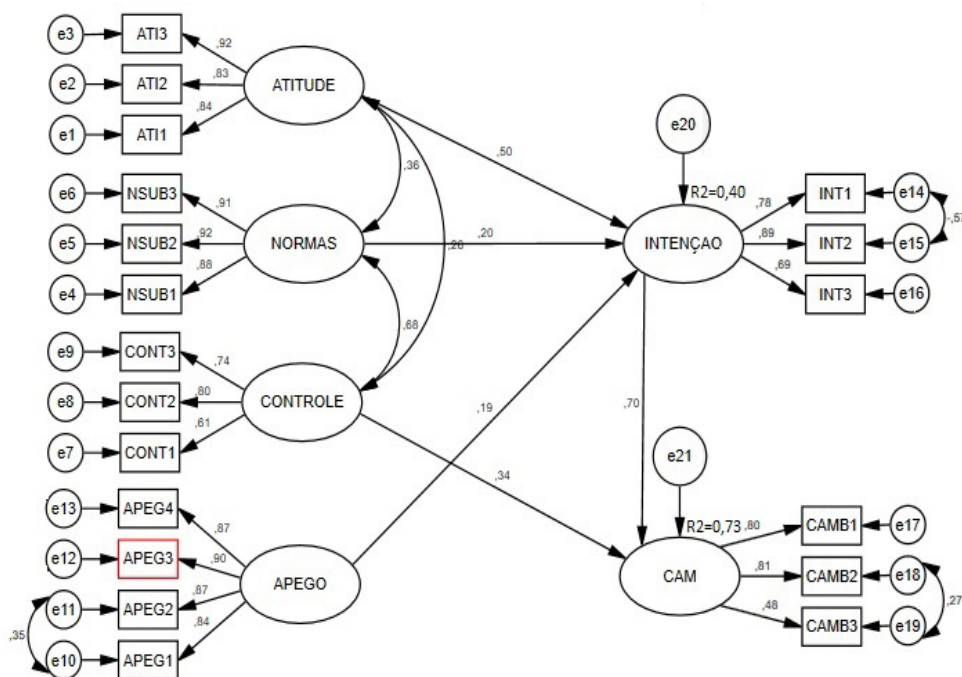 e3
ATI3
,92
e2
ATI2
,83
e1
ATI1
,84
ATITUDE
e6
NSUB3
,91
e5
NSUB2
,92
e4
NSUB1
,88
NORMAS
e9
CONT3
,74
e8
CONT2
,80
e7
CONT1
,61
CONTROLE
e13
APEG4
,87
e12
APEG3
,90
e11
APEG2
,87
e10
APEG1
,84
,35
APEGO
,36
,26
,68
,50
,20
,19
,34
,70
e20
R2=0,40
INTENÇAO
,78
INT1
e14
,89
INT2
e15
,69
INT3
e16
-,57
e21
R2=0,73
CAM
,80
CAMB1
e17
,81
CAMB2
e18
,48
CAMB3
e19
,27